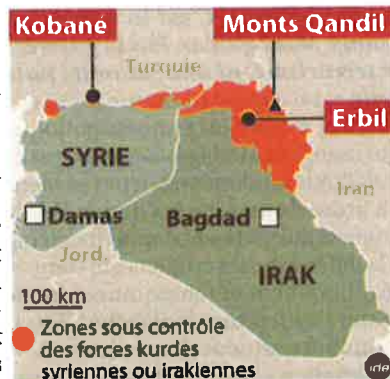 Kobané
Monts Qandil
Turquie
Erbil
SYRIE
Iran
Damas
Bagdad
Jord.
IRAK
100 km
Zones sous contrôle
des forces kurdes
syriennes ou irakiennes
idé